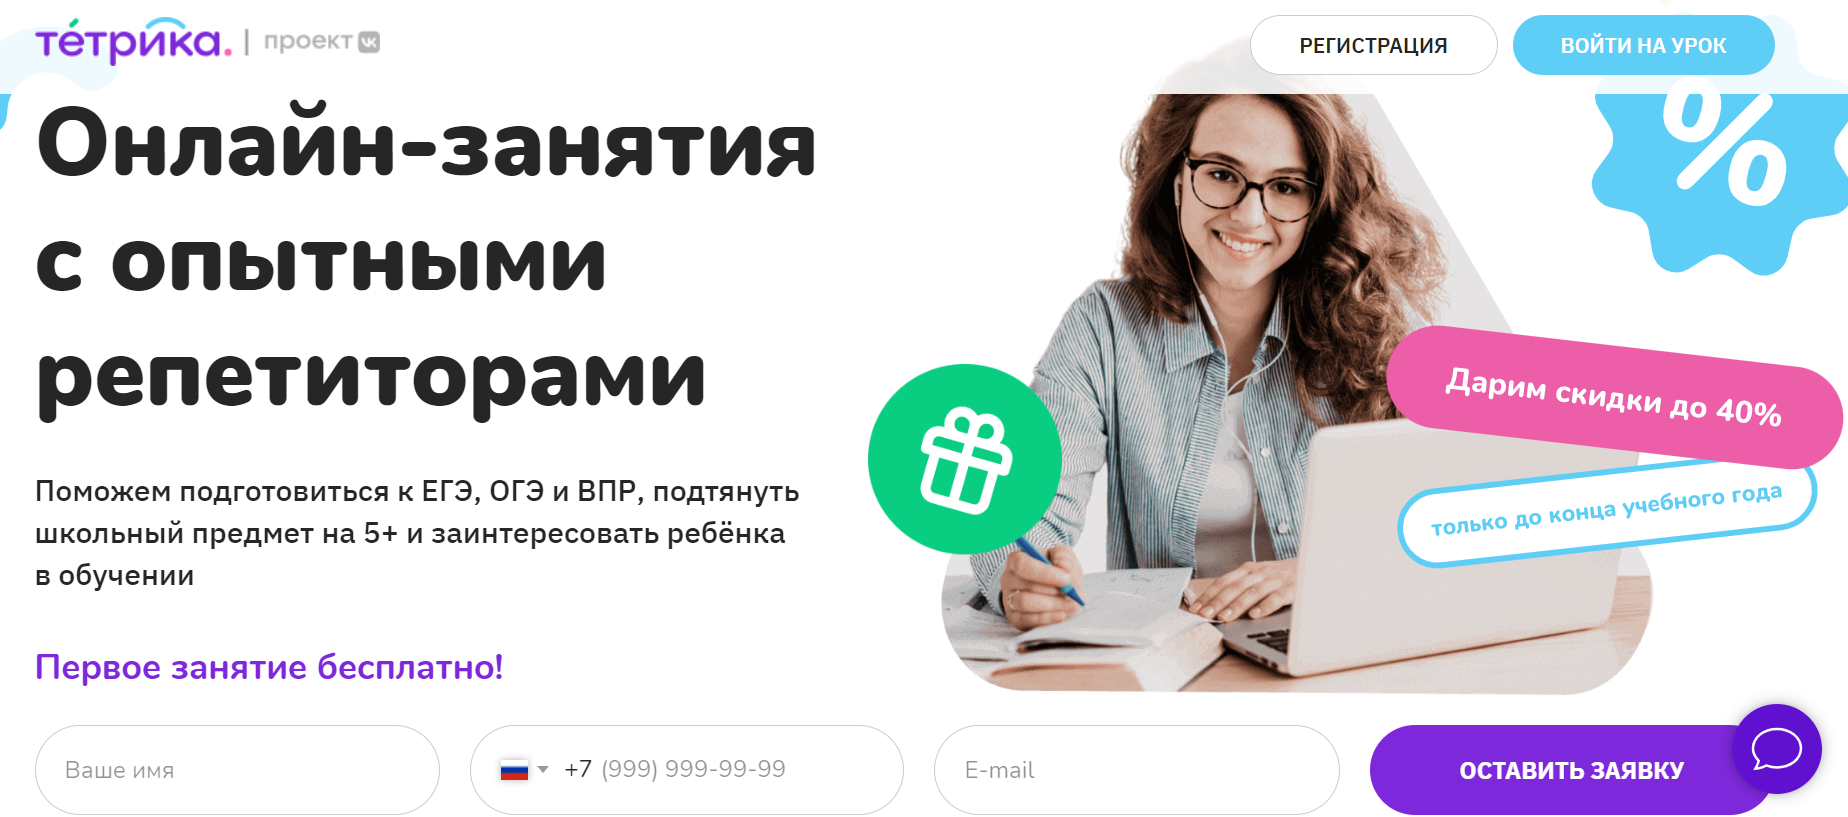 тетрика. | проект VK
РЕГИСТРАЦИЯ
ВОЙТИ НА УРОК
%
Онлайн-занятия
с опытными
репетиторами
Дарим скидки до 40%
только до конца учебного года
Поможем подготовиться к ЕГЭ, ОГЭ и ВПР, подтянуть
школьный предмет на 5+ и заинтересовать ребёнка
в обучении
Первое занятие бесплатно!
Ваше имя
+7 (999) 999-99-99
E-mail
ОСТАВИТЬ ЗАЯВКУ